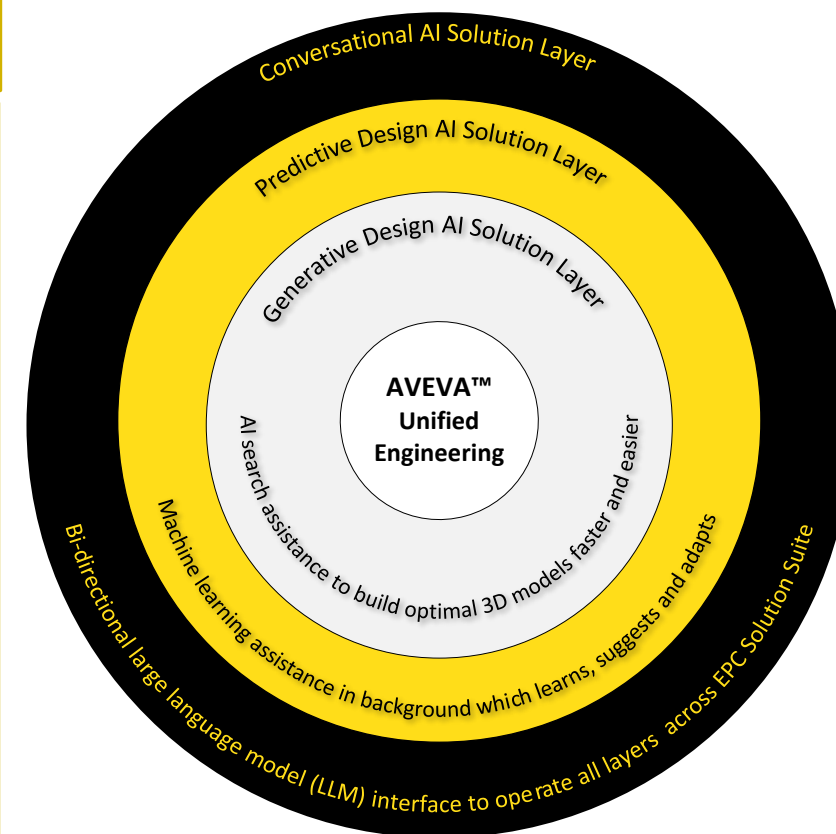 Conversational AI Solution Layer
Predictive Design AI Solution Layer
Generative Design AI Solution Layer
AVEVA™
Unified
Engineering
AI search assistance to build optimal 3D models faster and easier
Machine learning assistance in background which learns, suggests and adapts
Bi-directional large language model (LLM) interface to operate all layers across EPC Solution Suite